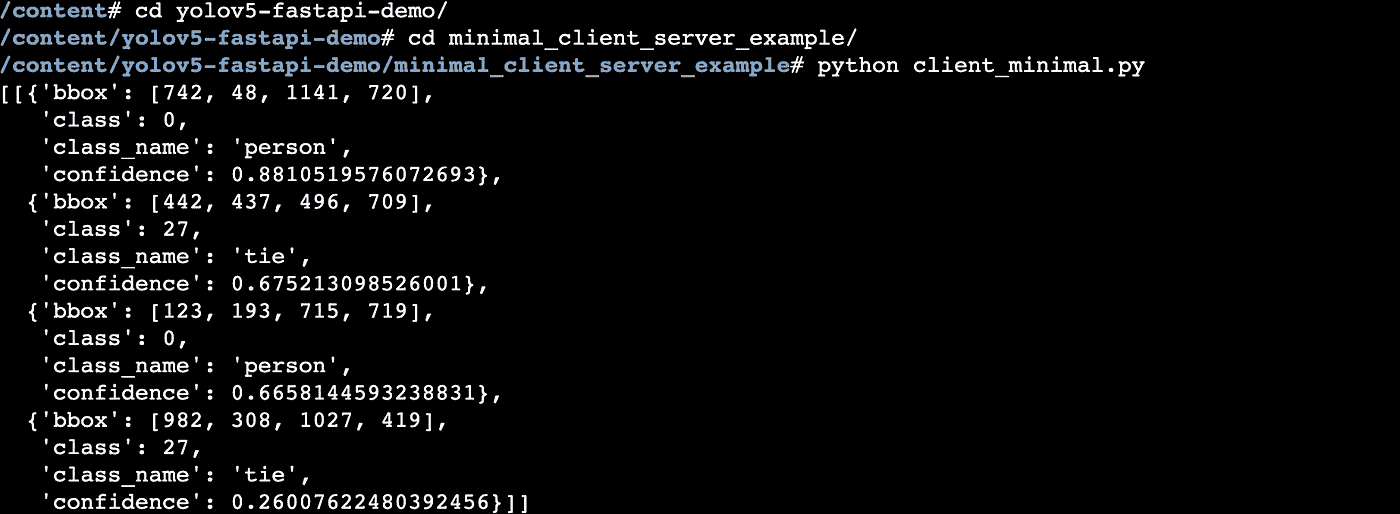 /content# cd yolov5-fastapi-demo/
/content/yolov5-fastapi-demo# cd minimal_client_server_example/
/content/yolov5-fastapi-demo/minimal_client_server_example# python client_minimal.py
[[{'bbox': [742, 48, 1141, 720],
   'class': 0,
   'class_name': 'person',
   'confidence': 0.8810519576072693},
  {'bbox': [442, 437, 496, 709],
   'class': 27,
   'class_name': 'tie',
   'confidence': 0.675213098526001},
  {'bbox': [123, 193, 715, 719],
   'class': 0,
   'class_name': 'person',
   'confidence': 0.6658144593238831},
  {'bbox': [982, 308, 1027, 419],
   'class': 27,
   'class_name': 'tie',
   'confidence': 0.26007622480392456}]]